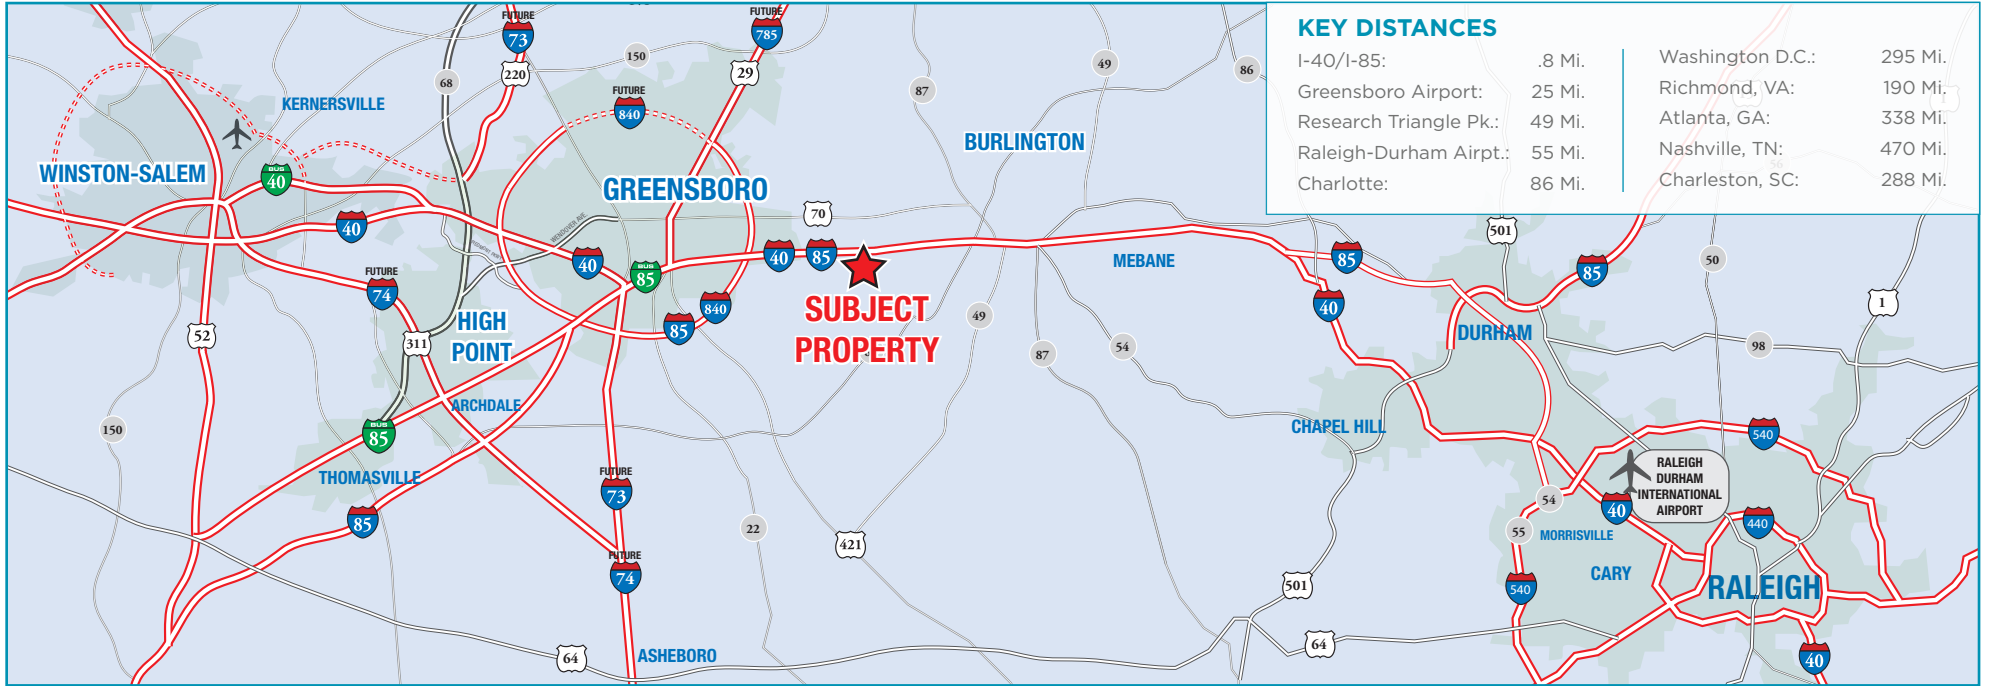 KEY DISTANCES
I-40/I-85: .8 Mi.
Greensboro Airport: 25 Mi.
Research Triangle Pk.: 49 Mi.
Raleigh-Durham Airpt.: 55 Mi.
Charlotte: 86 Mi.
Washington D.C.: 295 Mi.
Richmond, VA: 190 Mi.
Atlanta, GA: 338 Mi.
Nashville, TN: 470 Mi.
Charleston, SC: 288 Mi.
FUTURE
73
FUTURE
785
220
150
29
68
49
86
87
FUTURE
840
KERNERSVILLE
WINSTON-SALEM
BUS
40
GREENSBORO
BURLINGTON
70
40
WENDOVER AVE.
501
40
BUS
85
40
85
MEBANE
85
85
50
40
1
FUTURE
74
SUBJECT
PROPERTY
840
85
49
52
311
HIGH
POINT
87
54
DURHAM
98
ARCHDALE
150
BUS
85
CHAPEL HILL
540
THOMASVILLE
85
FUTURE
73
22
421
RALEIGH
DURHAM
INTERNATIONAL
AIRPORT
54
40
55
440
MORRISVILLE
FUTURE
74
501
540
CARY
RALEIGH
64
ASHEBORO
64
40